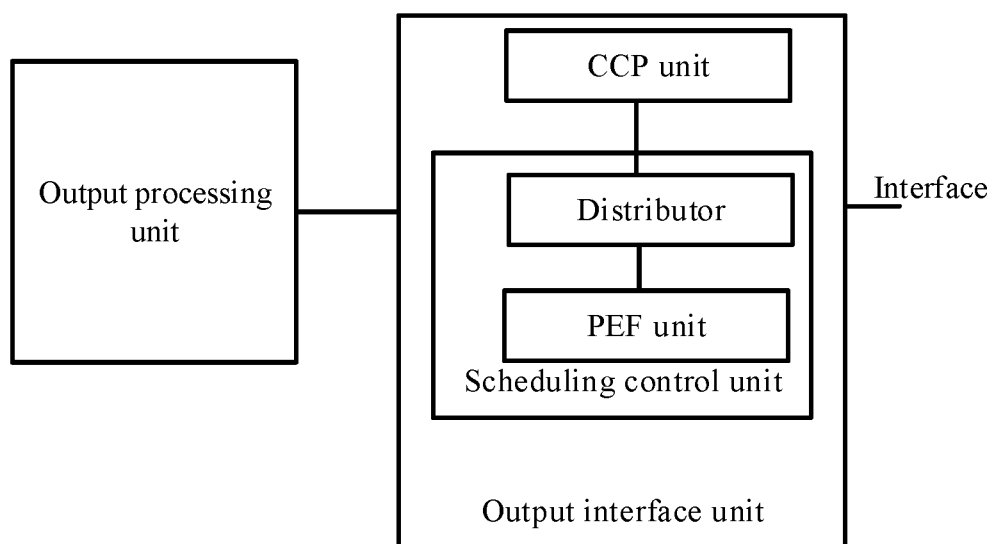 CCP unit
Output processing
unit
Distributor
Interface
PEF unit
Scheduling control unit
Output interface unit